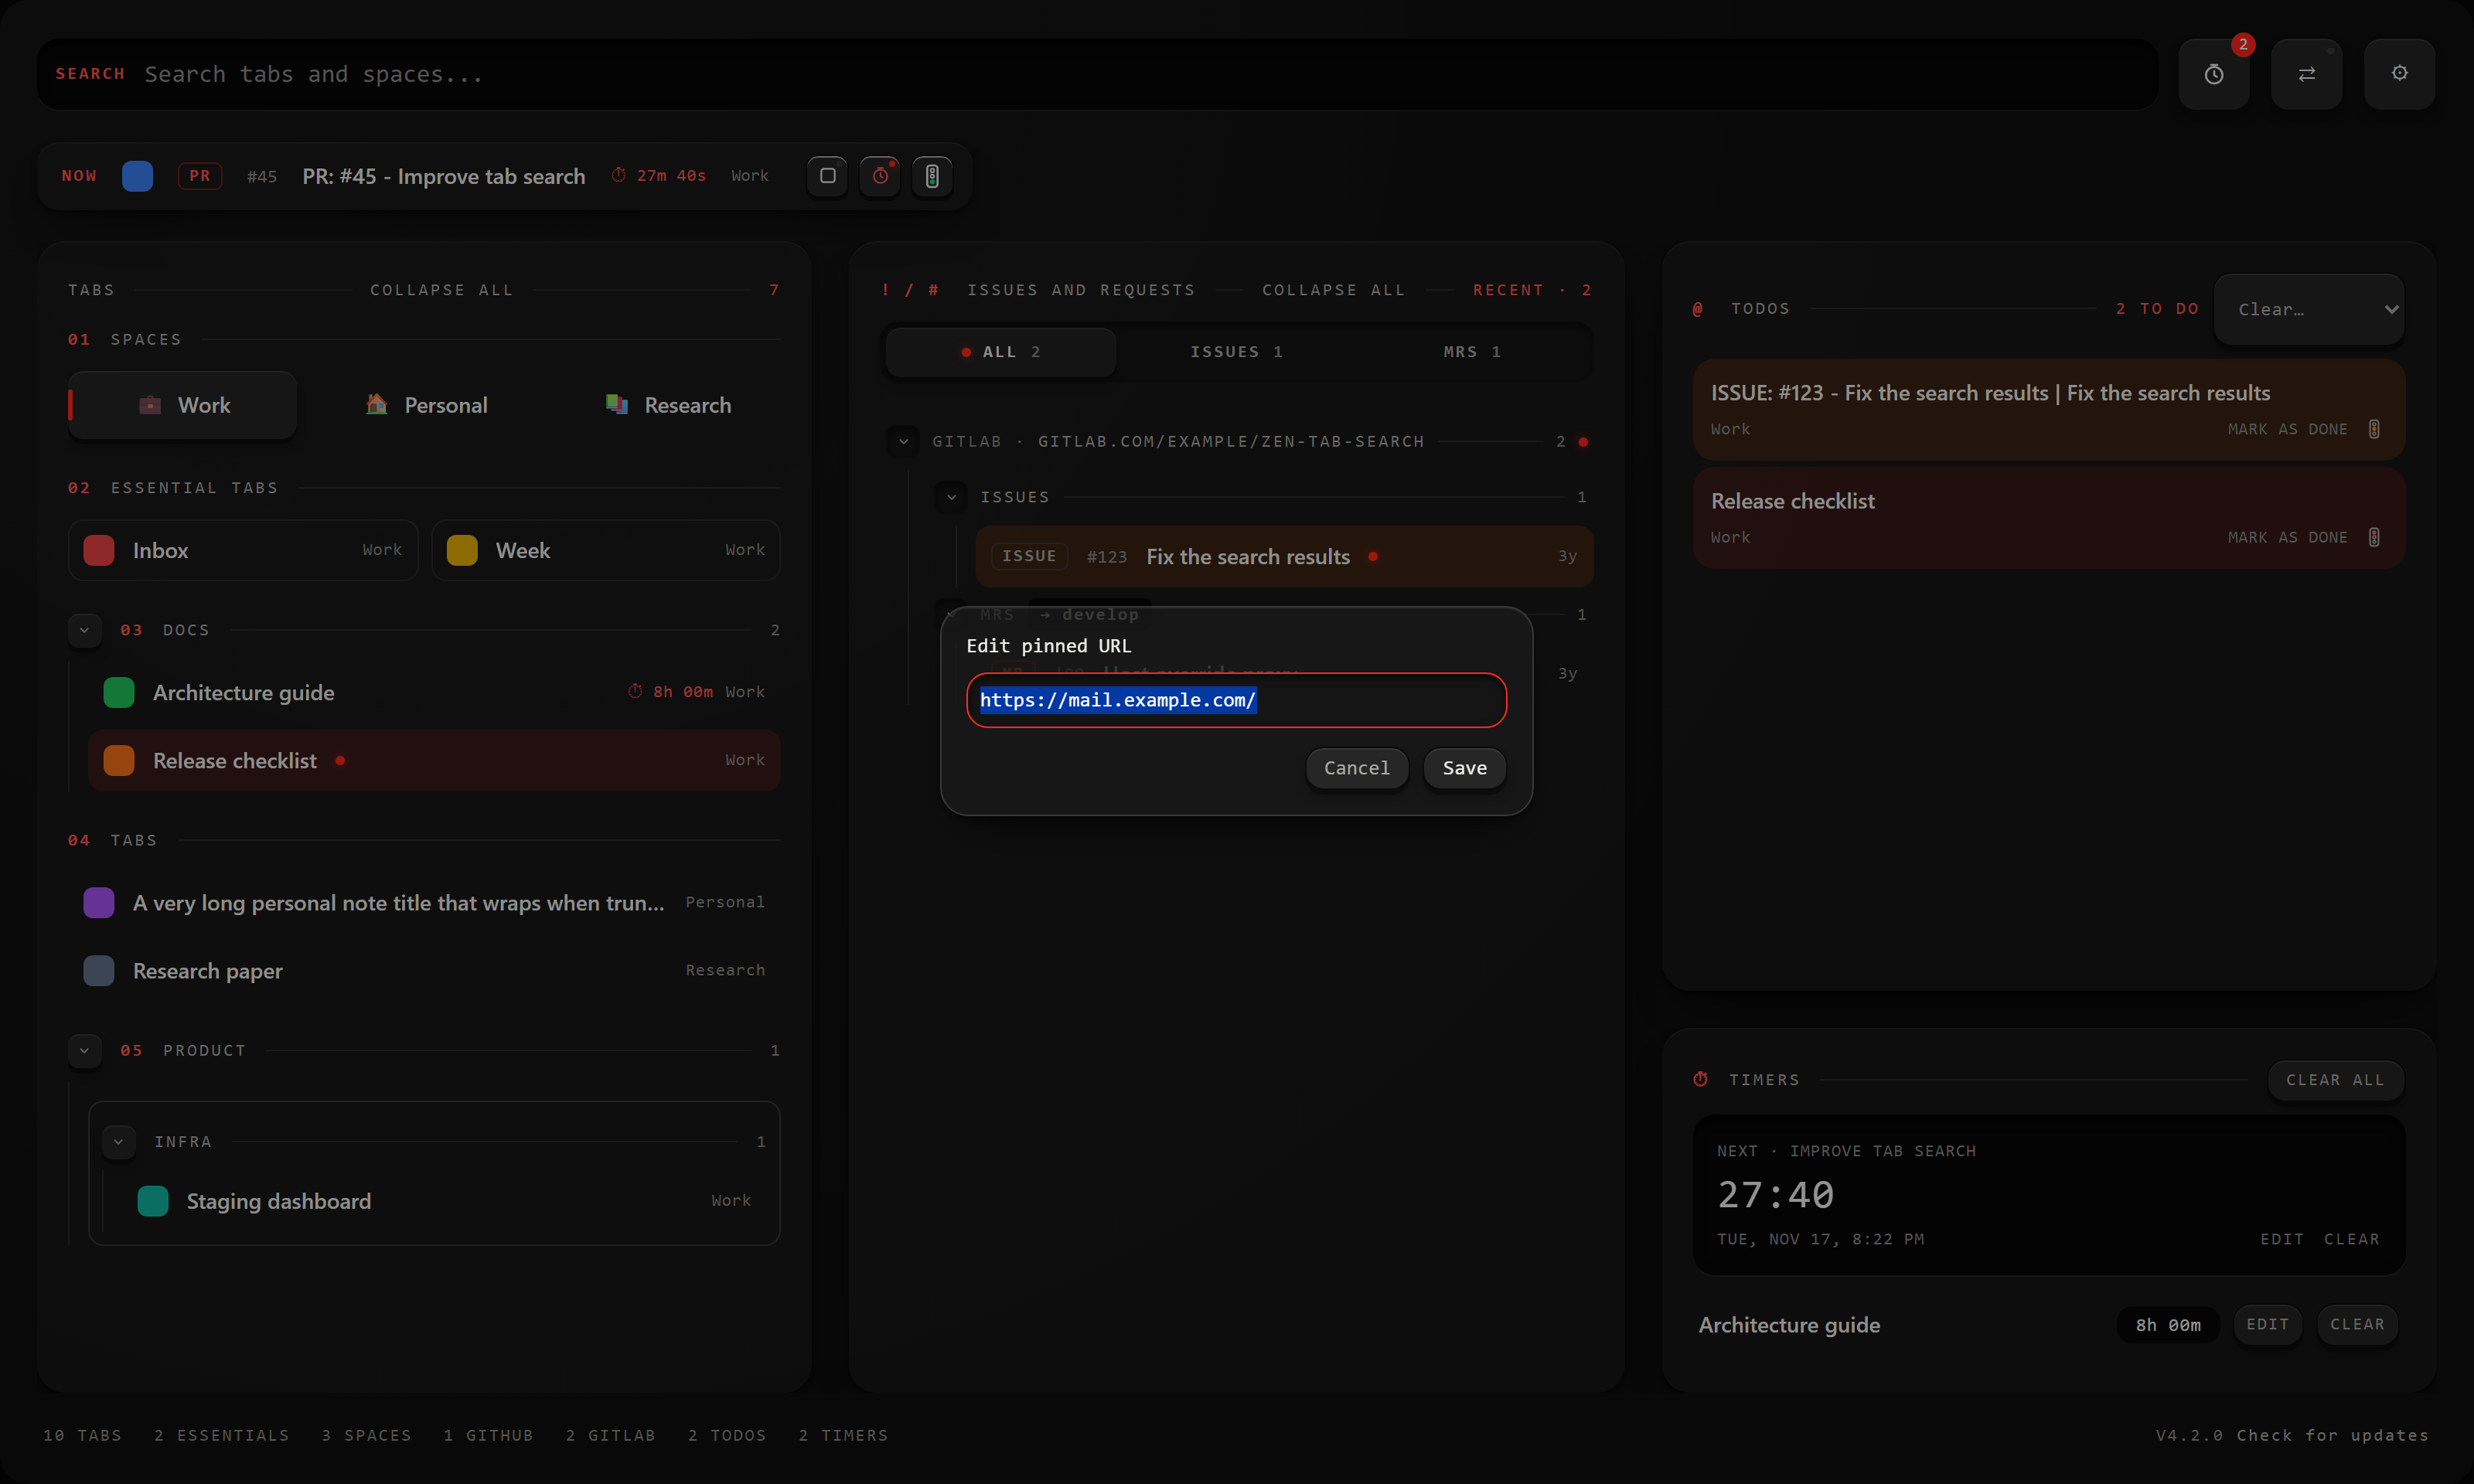 SEARCH Search tabs and spaces...
2
NOW PR #45 PR: #45 - Improve tab search 27m 40s Work
TABS COLLAPSE ALL 7
01 SPACES
Work Personal Research
02 ESSENTIAL TABS
Inbox Work Week Work
03 DOCS 2
Architecture guide 8h 00m Work
Release checklist Work
04 TABS
A very long personal note title that wraps when trun... Personal
Research paper Research
05 PRODUCT 1
INFRA 1
Staging dashboard Work
! / # ISSUES AND REQUESTS COLLAPSE ALL RECENT · 2
ALL 2 ISSUES 1 MRS 1
GITLAB · GITLAB.COM/EXAMPLE/ZEN-TAB-SEARCH 2
ISSUES 1
ISSUE #123 Fix the search results 3y
MRS → develop 1
3y
Edit pinned URL
https://mail.example.com/
Cancel Save
@ TODOS 2 TO DO Clear…
ISSUE: #123 - Fix the search results | Fix the search results
Work MARK AS DONE
Release checklist
Work MARK AS DONE
TIMERS CLEAR ALL
NEXT · IMPROVE TAB SEARCH
27:40
TUE, NOV 17, 8:22 PM EDIT CLEAR
Architecture guide 8h 00m EDIT CLEAR
10 TABS 2 ESSENTIALS 3 SPACES 1 GITHUB 2 GITLAB 2 TODOS 2 TIMERS
V4.2.0 Check for updates